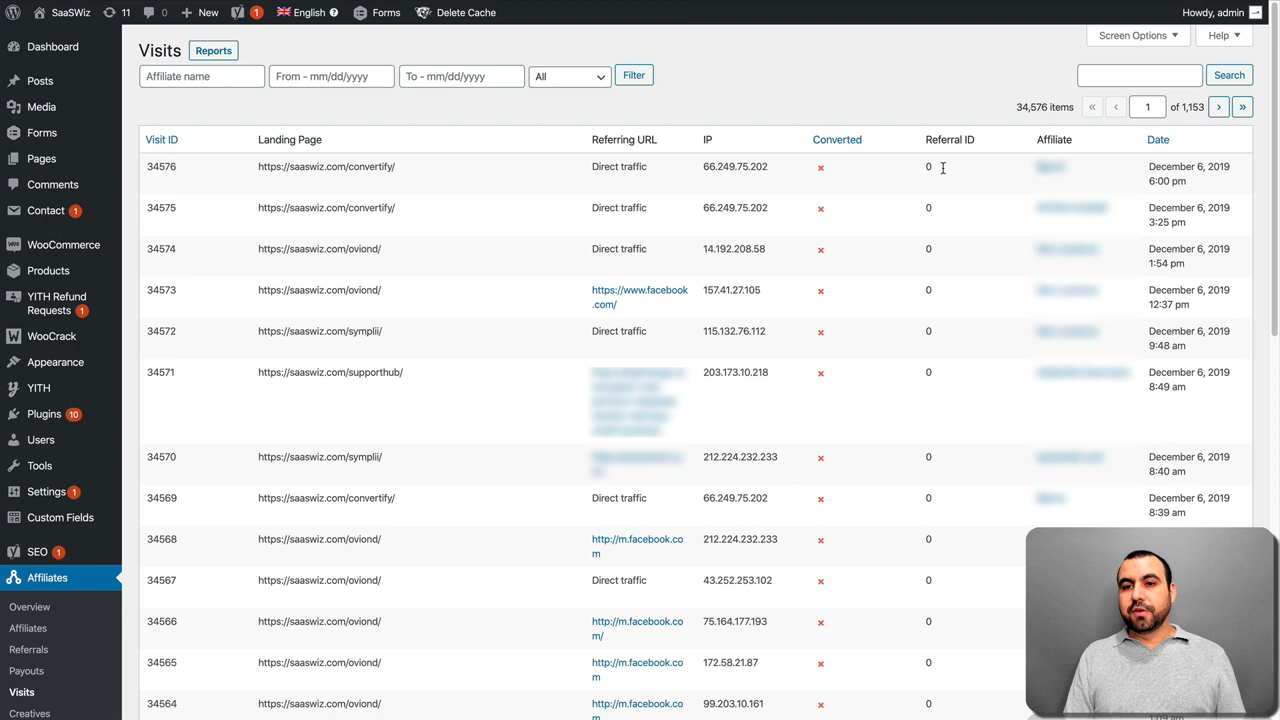 SaaSWiz 11 0 New 1 English Forms Delete Cache Howdy, admin
Dashboard
Posts
Media
Forms
Pages
Comments
Contact 1
WooCommerce
Products
YITH Refund
Requests 1
WooCrack
Appearance
YITH
Plugins 10
Users
Tools
Settings 1
Custom Fields
SEO 1
Affiliates
Overview
Affiliates
Referrals
Payouts
Visits
Creatives
Screen Options Help
Visits Reports
Affiliate name From - mm/dd/yyyy To - mm/dd/yyyy All Filter Search
34,576 items « ‹ 1 of 1,153 › »
Visit ID Landing Page Referring URL IP Converted Referral ID Affiliate Date
34576 https://saaswiz.com/convertify/ Direct traffic 66.249.75.202 0 December 6, 2019
6:00 pm
34575 https://saaswiz.com/convertify/ Direct traffic 66.249.75.202 0 December 6, 2019
3:25 pm
34574 https://saaswiz.com/oviond/ Direct traffic 14.192.208.58 0 December 6, 2019
1:54 pm
34573 https://saaswiz.com/oviond/ https://www.facebook 157.41.27.105 0 December 6, 2019
.com/ 12:37 pm
34572 https://saaswiz.com/symplii/ Direct traffic 115.132.76.112 0 December 6, 2019
9:48 am
34571 https://saaswiz.com/supporthub/ 203.173.10.218 0 December 6, 2019
8:49 am
34570 https://saaswiz.com/symplii/ 212.224.232.233 0 December 6, 2019
8:40 am
34569 https://saaswiz.com/convertify/ Direct traffic 66.249.75.202 0 December 6, 2019
8:39 am
34568 https://saaswiz.com/oviond/ http://m.facebook.co 212.224.232.233 0
m
34567 https://saaswiz.com/oviond/ Direct traffic 43.252.253.102 0
34566 https://saaswiz.com/oviond/ http://m.facebook.co 75.164.177.193 0
m/
34565 https://saaswiz.com/oviond/ http://m.facebook.co 172.58.21.87 0
m
34564 https://saaswiz.com/oviond/ http://m.facebook.co 99.203.10.161 0
m